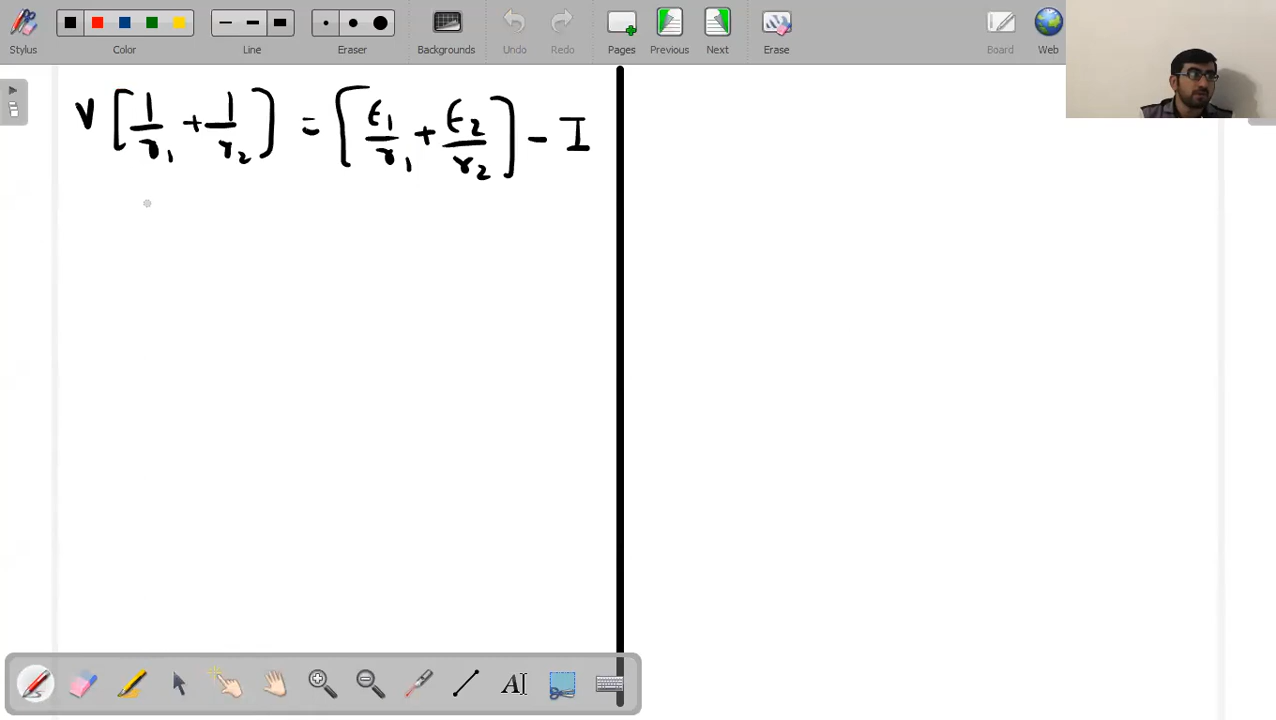 Stylus Color Line Eraser Backgrounds Undo Redo Pages Previous Next Erase Board Web
V [1/r₁ + 1/r₂] = [ε₁/r₁ + ε₂/r₂] - I
AI